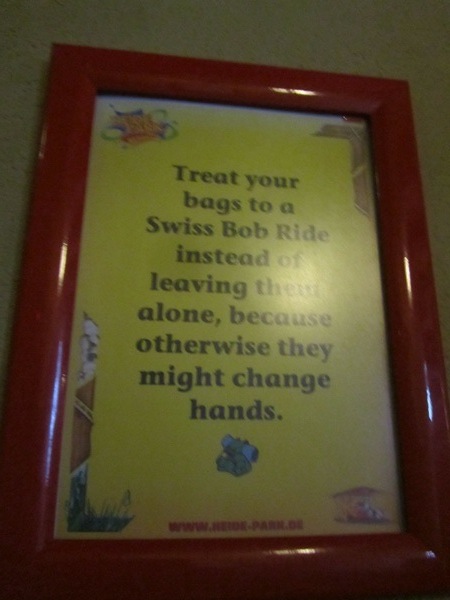 Treat your
bags to a
Swiss Bob Ride
instead of
leaving them
alone, because
otherwise they
might change
hands.
WWW.HEIDE-PARK.DE